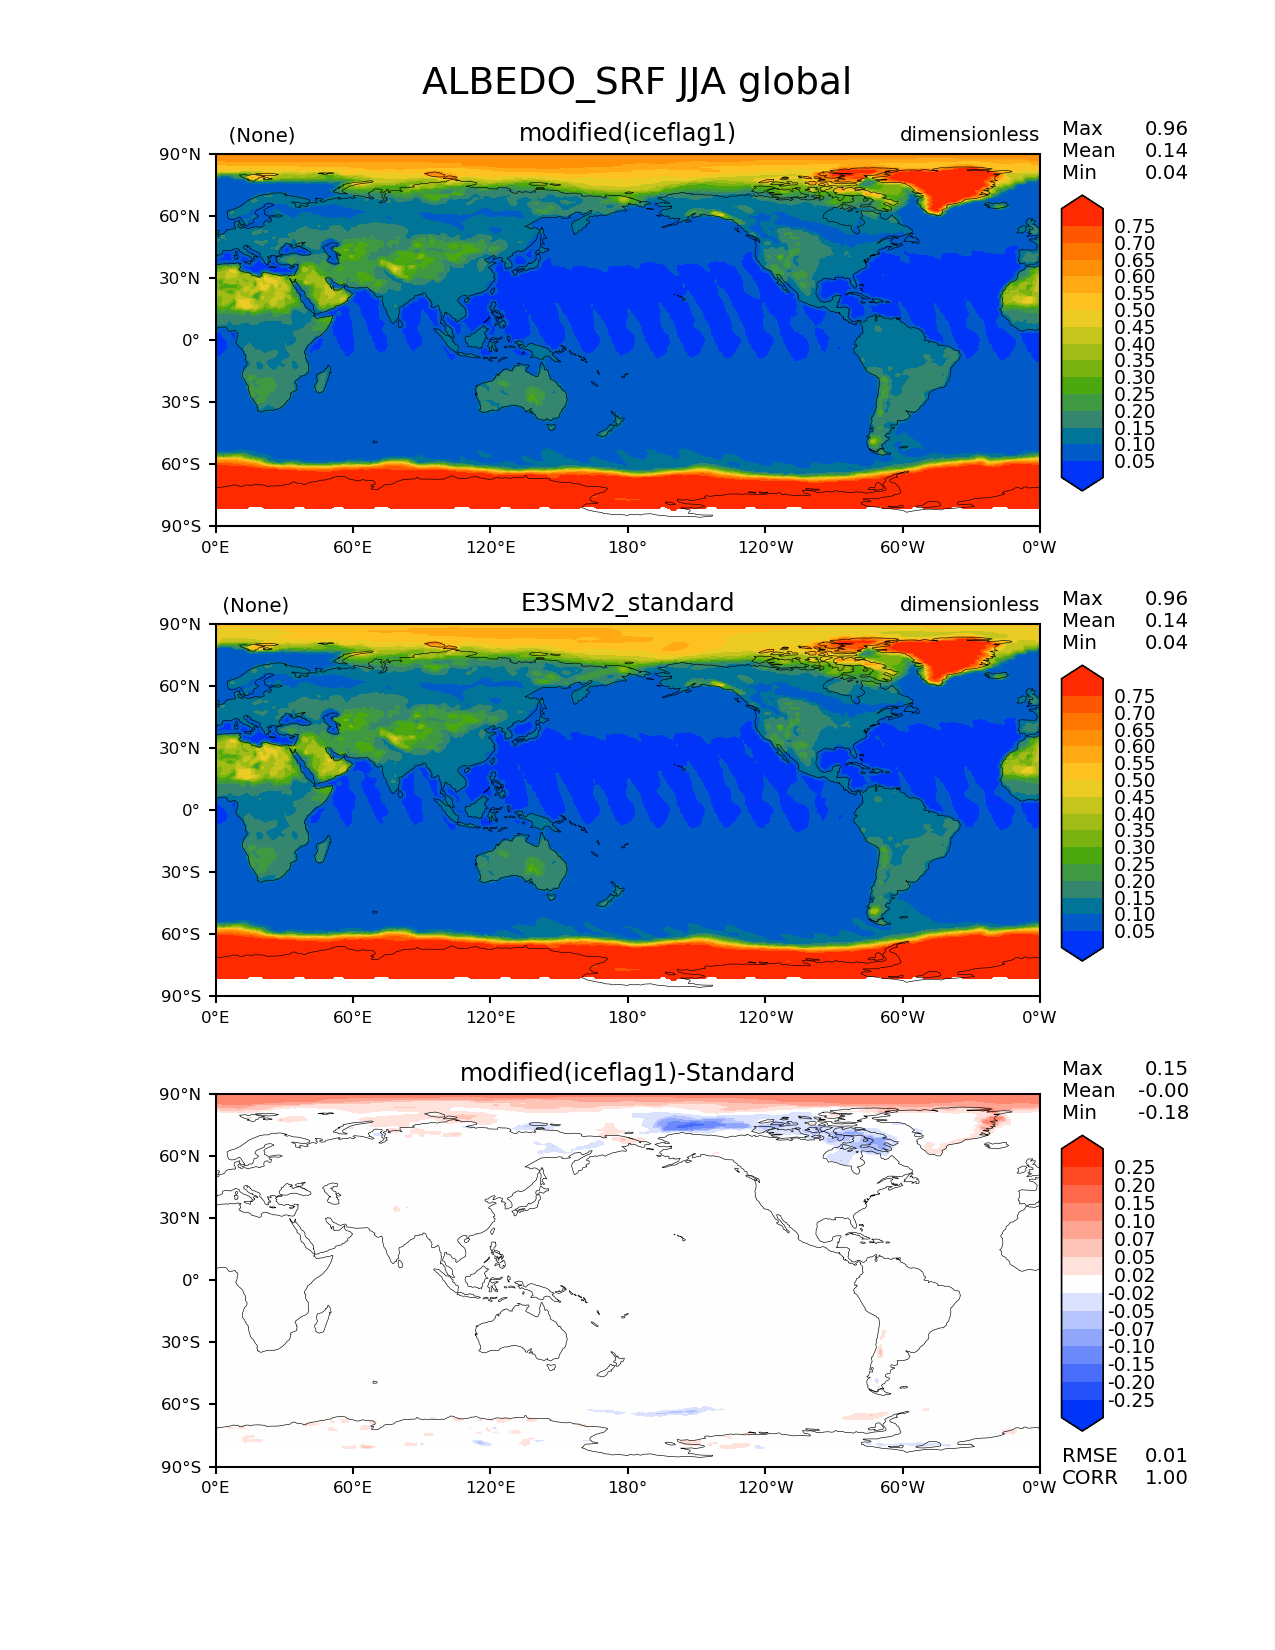 ALBEDO_SRF JJA global
(None) modified(iceflag1) dimensionless
Max 0.96
Mean 0.14
Min 0.04
90°N
60°N
30°N
0°
30°S
60°S
90°S
0°E 60°E 120°E 180° 120°W 60°W 0°W
0.75
0.70
0.65
0.60
0.55
0.50
0.45
0.40
0.35
0.30
0.25
0.20
0.15
0.10
0.05
(None) E3SMv2_standard dimensionless
Max 0.96
Mean 0.14
Min 0.04
90°N
60°N
30°N
0°
30°S
60°S
90°S
0°E 60°E 120°E 180° 120°W 60°W 0°W
0.75
0.70
0.65
0.60
0.55
0.50
0.45
0.40
0.35
0.30
0.25
0.20
0.15
0.10
0.05
modified(iceflag1)-Standard
Max 0.15
Mean -0.00
Min -0.18
90°N
60°N
30°N
0°
30°S
60°S
90°S
0°E 60°E 120°E 180° 120°W 60°W 0°W
0.25
0.20
0.15
0.10
0.07
0.05
0.02
-0.02
-0.05
-0.07
-0.10
-0.15
-0.20
-0.25
RMSE 0.01
CORR 1.00